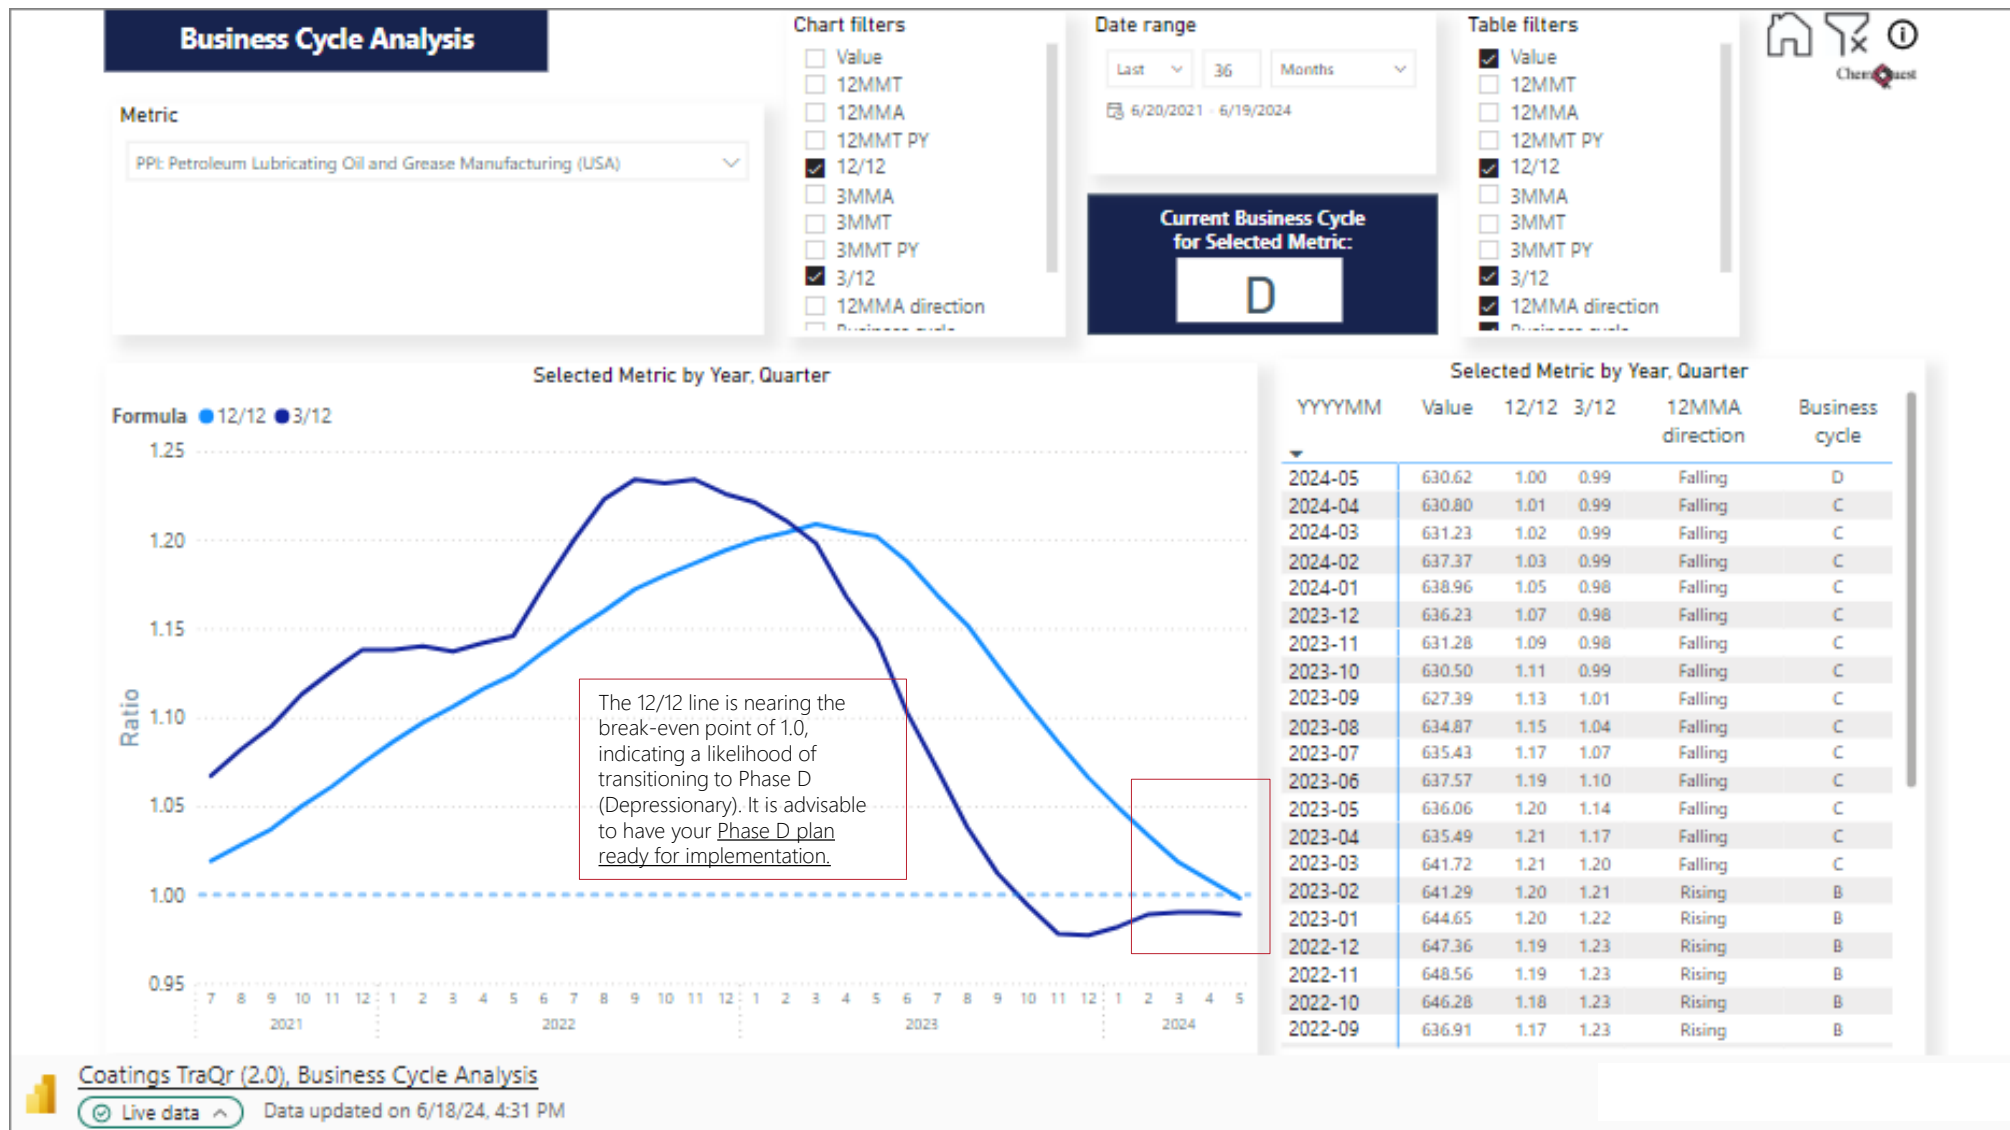 Business Cycle Analysis
Metric
PPI: Petroleum Lubricating Oil and Grease Manufacturing (USA)
Chart filters
Value
12MMT
12MMA
12MMT PY
12/12
3MMA
3MMT
3MMT PY
3/12
12MMA direction
Business cycle
Date range
Last 36 Months
6/20/2021 - 6/19/2024
Current Business Cycle
for Selected Metric:
D
Table filters
Value
12MMT
12MMA
12MMT PY
12/12
3MMA
3MMT
3MMT PY
3/12
12MMA direction
Business cycle
ChemQuest
Selected Metric by Year, Quarter
Formula 12/12 3/12
Ratio
1.25
1.20
1.15
1.10
1.05
1.00
0.95
The 12/12 line is nearing the
break-even point of 1.0,
indicating a likelihood of
transitioning to Phase D
(Depressionary). It is advisable
to have your Phase D plan
ready for implementation.
7 8 9 10 11 12 1 2 3 4 5 6 7 8 9 10 11 12 1 2 3 4 5 6 7 8 9 10 11 12 1 2 3 4 5
2021 2022 2023 2024
Selected Metric by Year, Quarter
YYYYMM Value 12/12 3/12 12MMA Business
direction cycle
2024-05 630.62 1.00 0.99 Falling D
2024-04 630.80 1.01 0.99 Falling C
2024-03 631.23 1.02 0.99 Falling C
2024-02 637.37 1.03 0.99 Falling C
2024-01 638.96 1.05 0.98 Falling C
2023-12 636.23 1.07 0.98 Falling C
2023-11 631.28 1.09 0.98 Falling C
2023-10 630.50 1.11 0.99 Falling C
2023-09 627.39 1.13 1.01 Falling C
2023-08 634.87 1.15 1.04 Falling C
2023-07 635.43 1.17 1.07 Falling C
2023-06 637.57 1.19 1.10 Falling C
2023-05 636.06 1.20 1.14 Falling C
2023-04 635.49 1.21 1.17 Falling C
2023-03 641.72 1.21 1.20 Falling C
2023-02 641.29 1.20 1.21 Rising B
2023-01 644.65 1.20 1.22 Rising B
2022-12 647.36 1.19 1.23 Rising B
2022-11 648.56 1.19 1.23 Rising B
2022-10 646.28 1.18 1.23 Rising B
2022-09 636.91 1.17 1.23 Rising B
Coatings TraQr (2.0), Business Cycle Analysis
Live data
Data updated on 6/18/24, 4:31 PM